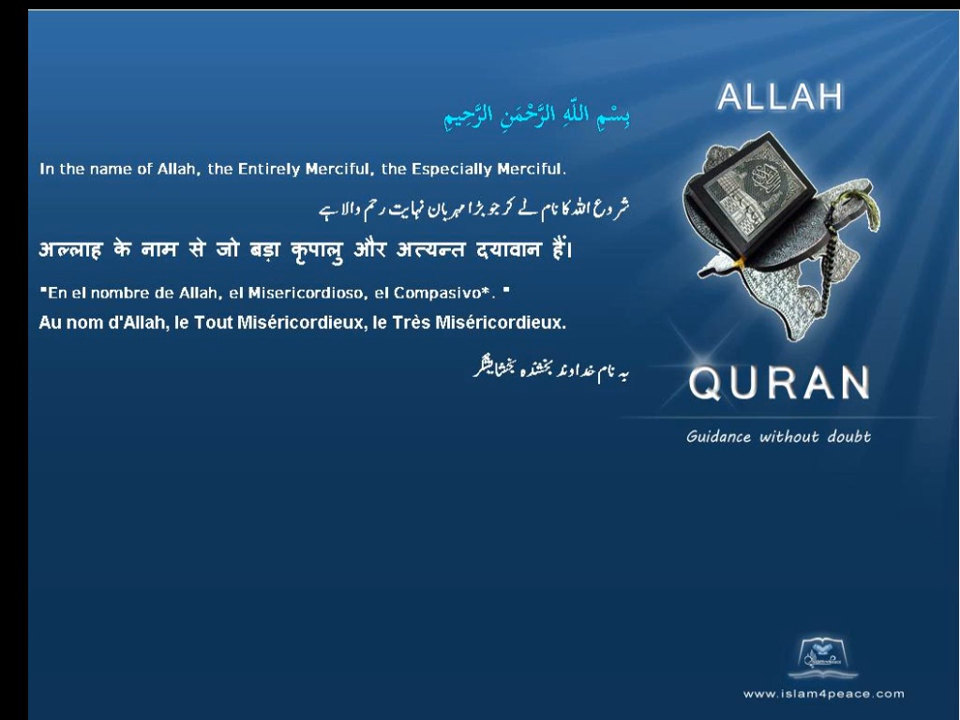 بِسْمِ اللّهِ الرَّحْمَنِ الرَّحِيمِ
In the name of Allah, the Entirely Merciful, the Especially Merciful.
شروع الله کا نام لے کر جو بڑا مہربان نہایت رحم والا ہے
अल्लाह के नाम से जो बड़ा कृपालु और अत्यन्त दयावान हैं।
"En el nombre de Allah, el Misericordioso, el Compasivo*. "
Au nom d'Allah, le Tout Miséricordieux, le Très Miséricordieux.
به نام خداوند بخشنده بخشایشگر
ALLAH
QURAN
Guidance without doubt
www.islam4peace.com